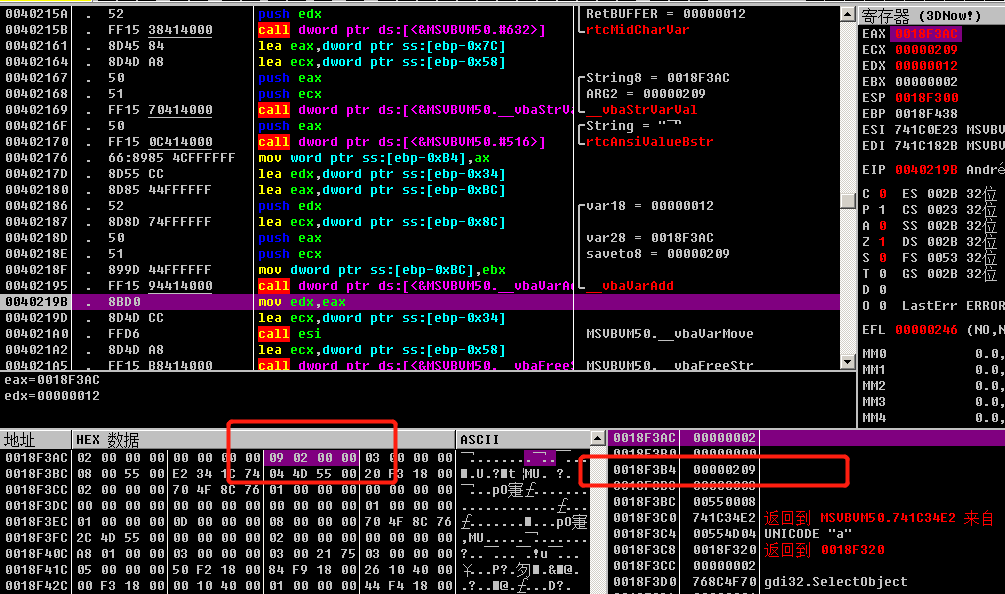 0040215A . 52 push edx RetBUFFER = 00000012
0040215B . FF15 38414000 call dword ptr ds:[<&MSVBVM50.#632>] rtcMidCharVar
00402161 . 8D45 84 lea eax,dword ptr ss:[ebp-0x7C]
00402164 . 8D4D A8 lea ecx,dword ptr ss:[ebp-0x58]
00402167 . 50 push eax String8 = 0018F3AC
00402168 . 51 push ecx ARG2 = 00000209
00402169 . FF15 70414000 call dword ptr ds:[<&MSVBVM50.__vbaStrVa __vbaStrVarVal
0040216F . 50 push eax String =
00402170 . FF15 0C414000 call dword ptr ds:[<&MSVBVM50.#516>] rtcAnsiValueBstr
00402176 . 66:8985 4CFFFFFF mov word ptr ss:[ebp-0xB4],ax
0040217D . 8D55 CC lea edx,dword ptr ss:[ebp-0x34]
00402180 . 8D85 44FFFFFF lea eax,dword ptr ss:[ebp-0xBC]
00402186 . 52 push edx var18 = 00000012
00402187 . 8D8D 74FFFFFF lea ecx,dword ptr ss:[ebp-0x8C]
0040218D . 50 push eax var28 = 0018F3AC
0040218E . 51 push ecx saveto8 = 00000209
0040218F . 899D 44FFFFFF mov dword ptr ss:[ebp-0xBC],ebx
00402195 . FF15 94414000 call dword ptr ds:[<&MSVBVM50.__vbaVarAd __vbaVarAdd
0040219B . 8BD0 mov edx,eax
0040219D . 8D4D CC lea ecx,dword ptr ss:[ebp-0x34]
004021A0 . FFD6 call esi MSVBVM50.__vbaVarMove
004021A2 . 8D4D A8 lea ecx,dword ptr ss:[ebp-0x58]
004021A5 . FF15 B8414000 call dword ptr ds:[<&MSVBVM50.__vbaFreeS MSVBVM50.__vbaFreeStr
寄存器 (3DNow!)
EAX 0018F3AC
ECX 00000209
EDX 00000012
EBX 00000002
ESP 0018F300
EBP 0018F438
ESI 741C0E23 MSVBV
EDI 741C182B MSVBV
EIP 0040219B André
C 0 ES 002B 32位
P 1 CS 0023 32位
A 0 SS 002B 32位
Z 1 DS 002B 32位
S 0 FS 0053 32位
T 0 GS 002B 32位
D 0
O 0 LastErr ERROR
EFL 00000246 (NO,N
MM0 0.0,
MM1 0.0,
MM2 0.0,
MM3 0.0,
MM4 0.0,
eax=0018F3AC
edx=00000012
地址 HEX 数据 ASCII
0018F3AC 02 00 00 00 00 00 00 00 09 02 00 00 03 00 00 00
0018F3BC 08 00 55 00 E2 34 1C 74 04 4D 55 00 20 F3 18 00
0018F3CC 02 00 00 00 70 4F 8C 76 01 00 00 00 00 00 00 00
0018F3DC 00 00 00 00 00 00 00 00 00 00 00 00 01 00 00 00
0018F3EC 01 00 00 00 0D 00 00 00 08 00 00 00 70 4F 8C 76
0018F3FC 2C 4D 55 00 00 00 00 00 02 00 00 00 00 00 00 00
0018F40C A8 01 00 00 03 00 00 00 03 00 21 75 03 00 00 00
0018F41C 05 00 00 00 50 F2 18 00 84 F9 18 00 26 10 40 00
0018F42C 00 F3 18 00 00 10 40 00 01 00 00 00 44 F4 18 00
0018F3AC 00000002
0018F3B0 00000000
0018F3B4 00000209
0018F3B8 00000003
0018F3BC 00550008
0018F3C0 741C34E2 返回到 MSVBVM50.741C34E2 来自
0018F3C4 00554D04 UNICODE "a"
0018F3C8 0018F320 返回到 0018F320
0018F3CC 00000002
0018F3D0 768C4F70 gdi32.SelectObject